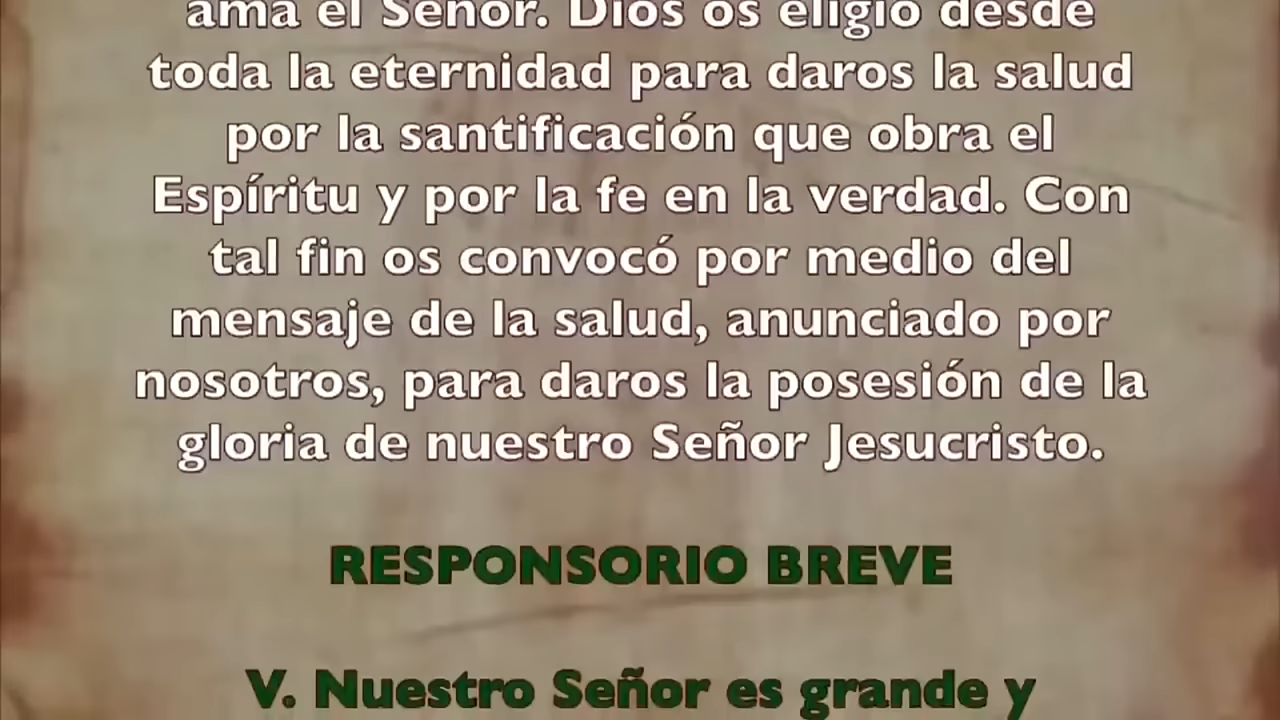 ama el Señor. Dios os eligió desde
toda la eternidad para daros la salud
por la santificación que obra el
Espíritu y por la fe en la verdad. Con
tal fin os convocó por medio del
mensaje de la salud, anunciado por
nosotros, para daros la posesión de la
gloria de nuestro Señor Jesucristo.
RESPONSORIO BREVE
V. Nuestro Señor es grande y